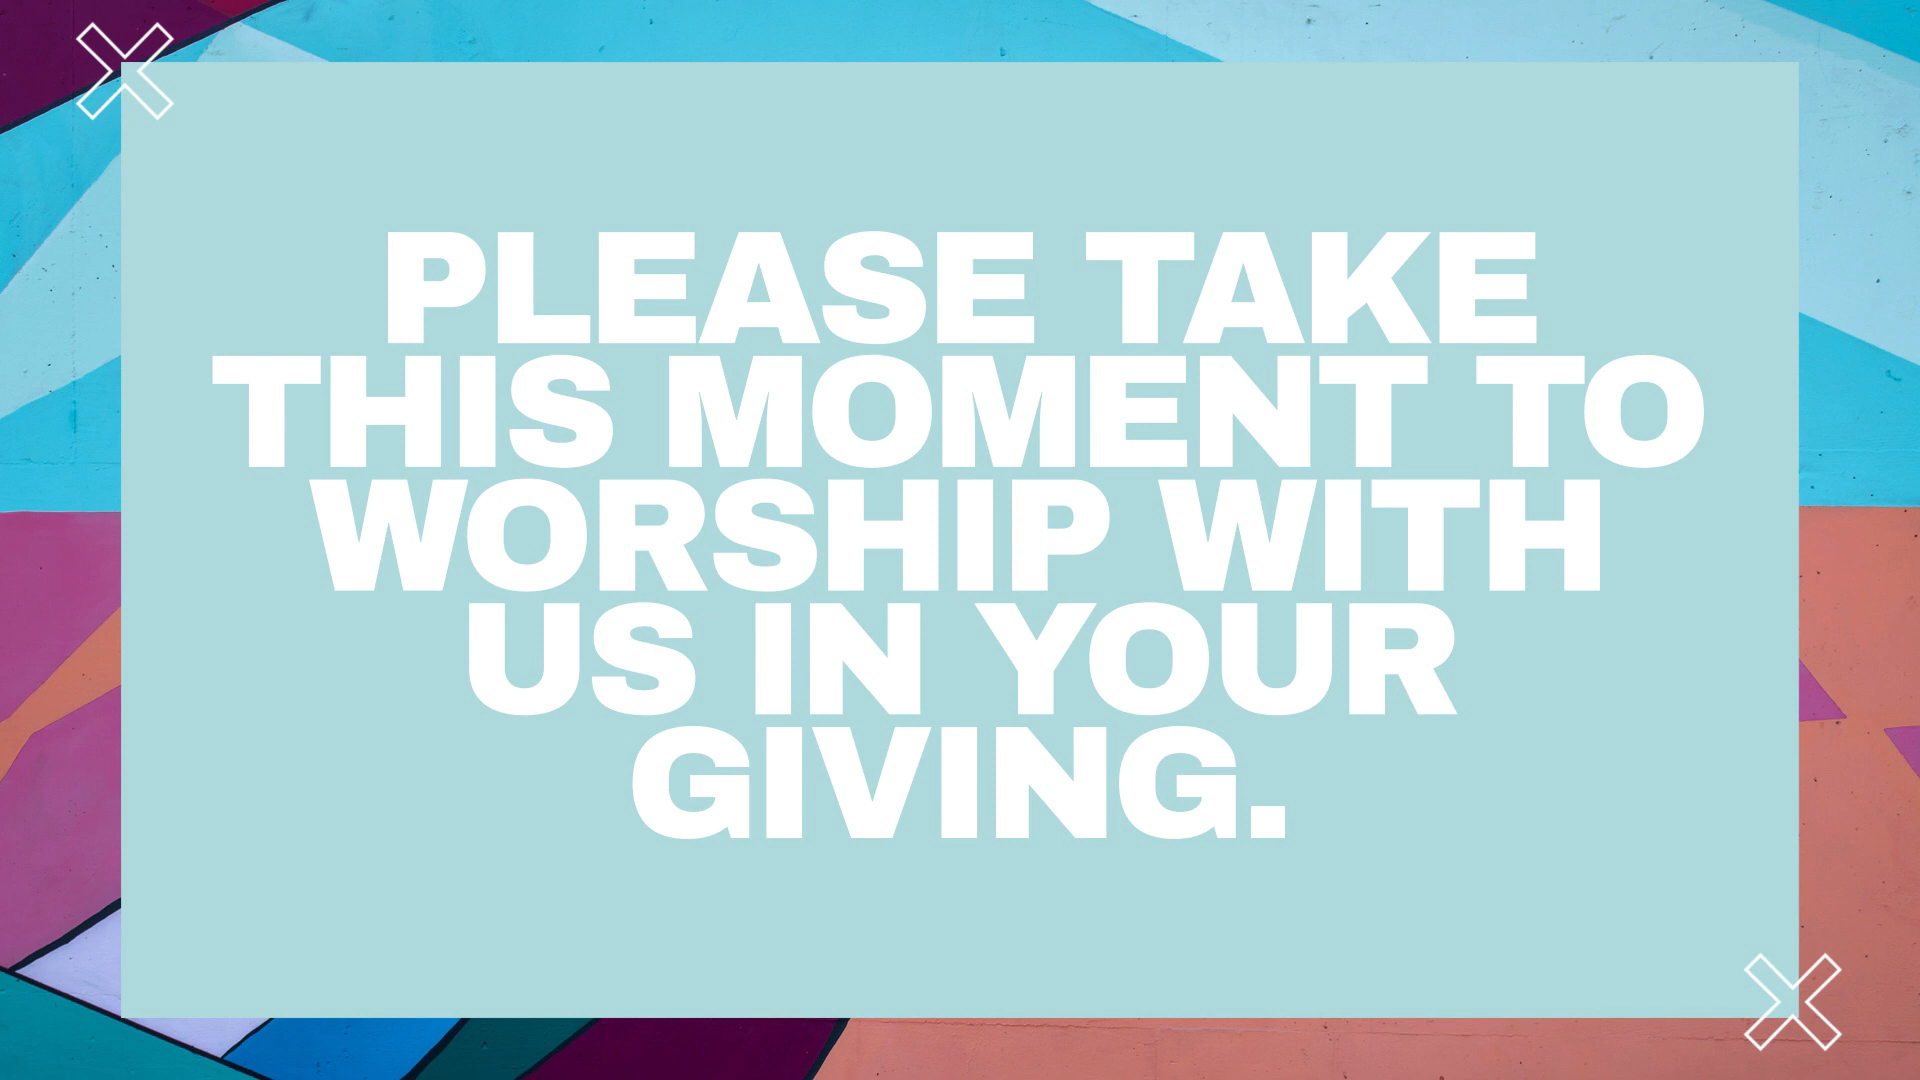 PLEASE TAKE
THIS MOMENT TO
WORSHIP WITH
US IN YOUR
GIVING.